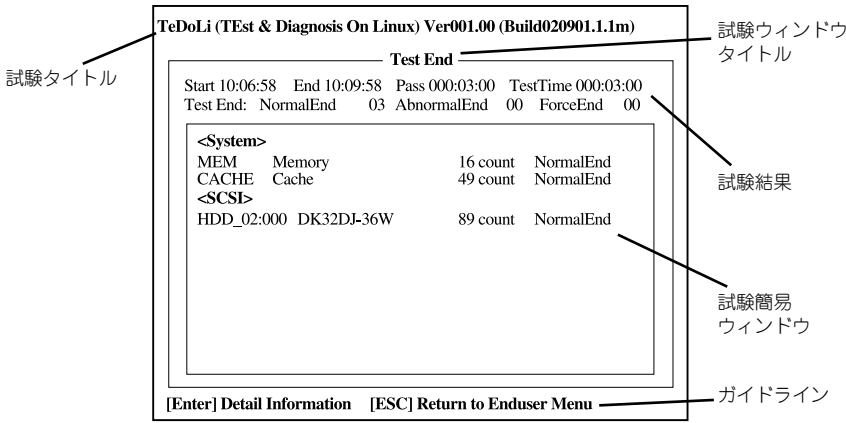 TeDoLi (TEst & Diagnosis On Linux) Ver001.00 (Build020901.1.1m)
試験ウィンドウ
タイトル
試験タイトル
Test End
Start 10:06:58 End 10:09:58 Pass 000:03:00 TestTime 000:03:00
Test End: NormalEnd 03 AbnormalEnd 00 ForceEnd 00
<System>
MEM Memory 16 count NormalEnd
CACHE Cache 49 count NormalEnd
<SCSI>
HDD_02:000 DK32DJ-36W 89 count NormalEnd
試験結果
試験簡易
ウィンドウ
[Enter] Detail Information [ESC] Return to Enduser Menu
ガイドライン